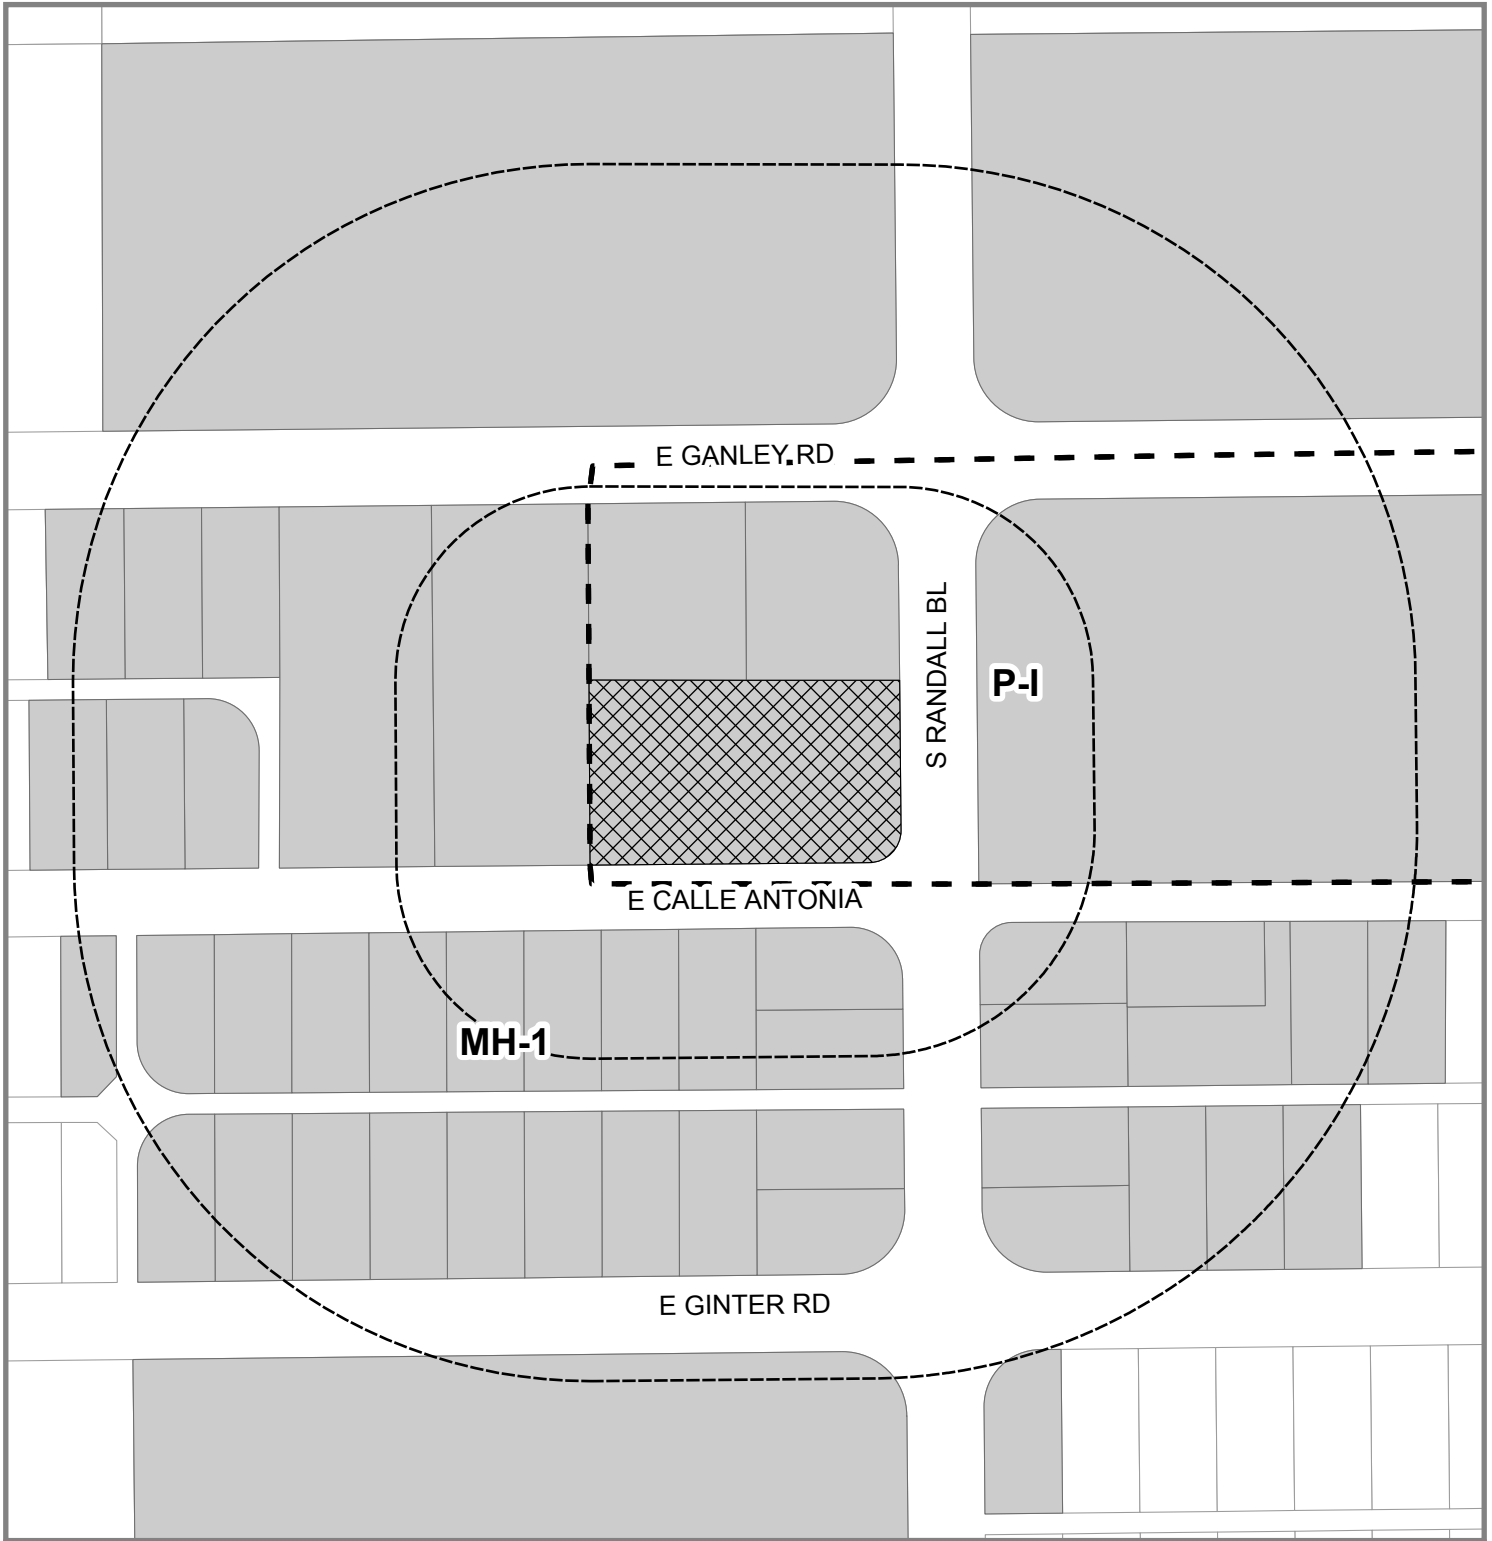 E GANLEY RD
S RANDALL BL
P-I
E CALLE ANTONIA
MH-1
E GINTER RD